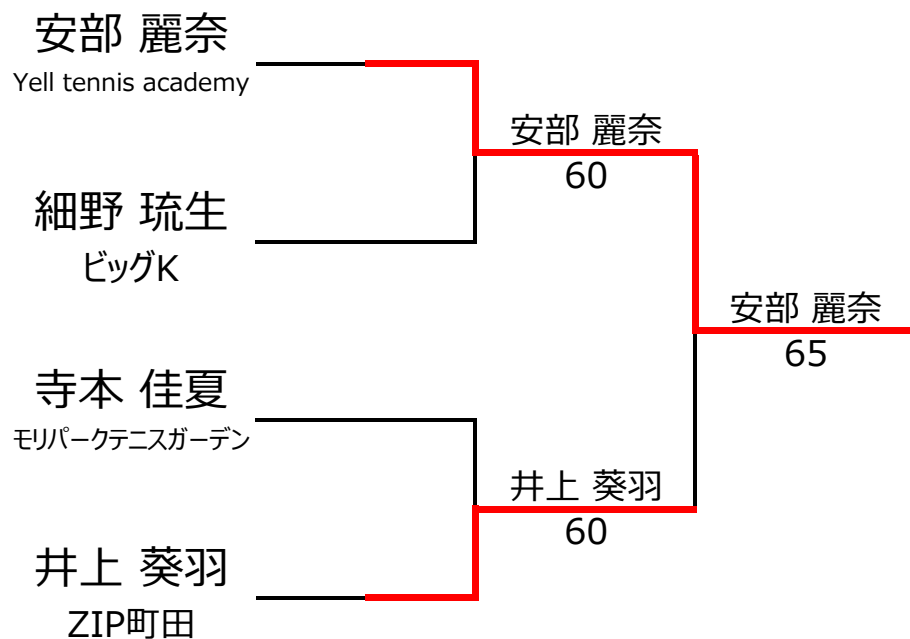 安部 麗奈
Yell tennis academy
細野 琉生
ビッグK
寺本 佳夏
モリパークテニスガーデン
井上 葵羽
ZIP町田
安部 麗奈
60
井上 葵羽
60
安部 麗奈
65